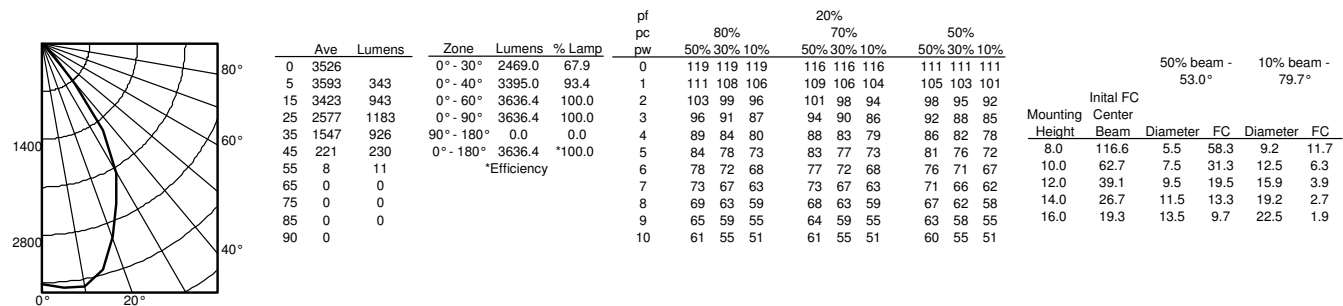 80°
60°
40°
1400
2800
0° 20°
Ave Lumens
0 3526
5 3593 343
15 3423 943
25 2577 1183
35 1547 926
45 221 230
55 8 11
65 0 0
75 0 0
85 0 0
90 0
Zone Lumens % Lamp
0° - 30° 2469.0 67.9
0° - 40° 3395.0 93.4
0° - 60° 3636.4 100.0
0° - 90° 3636.4 100.0
90° - 180° 0.0 0.0
0° - 180° 3636.4 *100.0
*Efficiency
pf 20%
pc 80% 70% 50%
pw 50% 30% 10% 50% 30% 10% 50% 30% 10%
0 119 119 119 116 116 116 111 111 111
1 111 108 106 109 106 104 105 103 101
2 103 99 96 101 98 94 98 95 92
3 96 91 87 94 90 86 92 88 85
4 89 84 80 88 83 79 86 82 78
5 84 78 73 83 77 73 81 76 72
6 78 72 68 77 72 68 76 71 67
7 73 67 63 73 67 63 71 66 62
8 69 63 59 68 63 59 67 62 58
9 65 59 55 64 59 55 63 58 55
10 61 55 51 61 55 51 60 55 51
50% beam - 10% beam -
53.0° 79.7°
Inital FC
Mounting Center
Height Beam Diameter FC Diameter FC
8.0 116.6 5.5 58.3 9.2 11.7
10.0 62.7 7.5 31.3 12.5 6.3
12.0 39.1 9.5 19.5 15.9 3.9
14.0 26.7 11.5 13.3 19.2 2.7
16.0 19.3 13.5 9.7 22.5 1.9